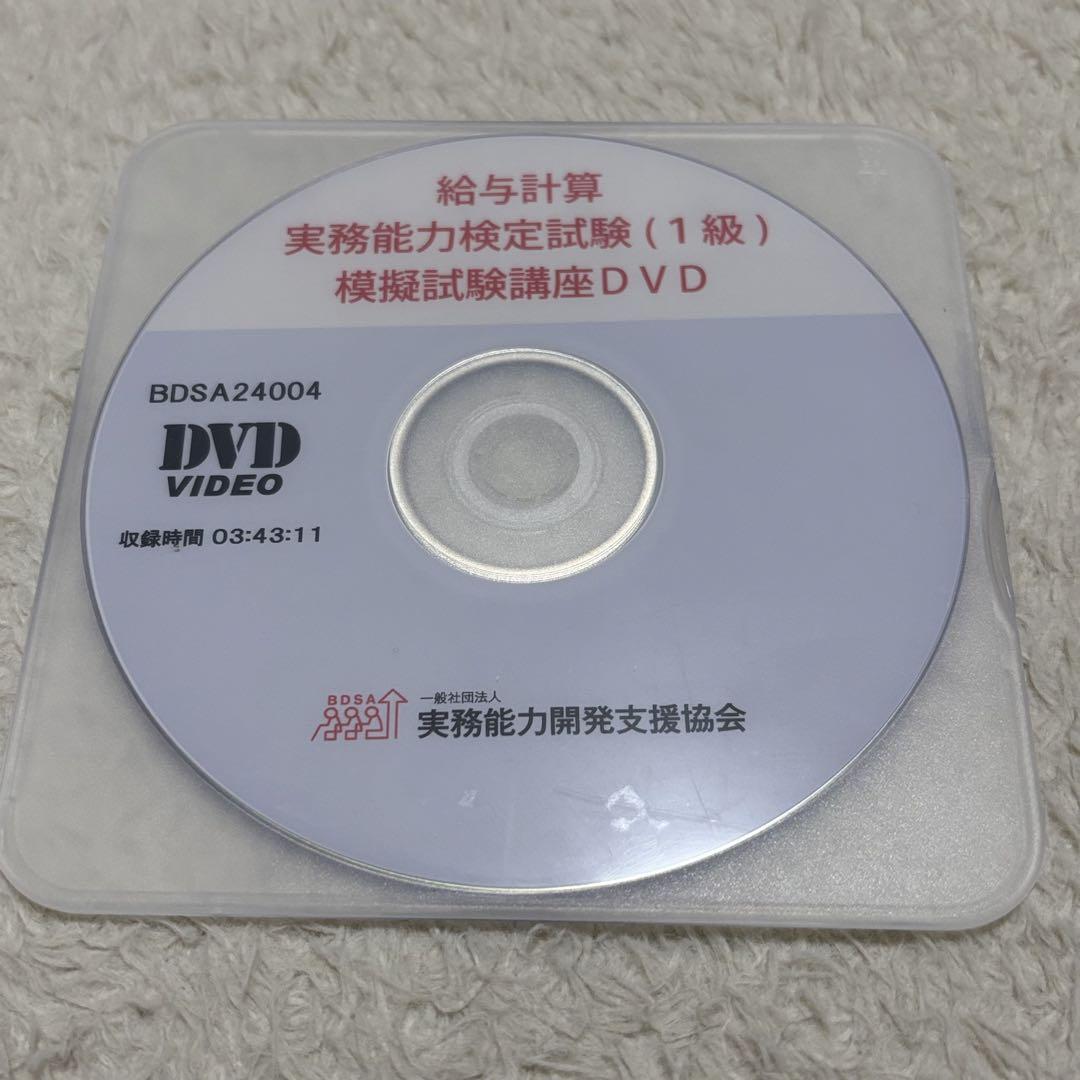 給与計算
実務能力検定試験(1級)
模擬試験講座DVD
BDSA24004
DVD
VIDEO
収録時間 03:43:11
BDSA
一般社団法人
実務能力開発支援協会